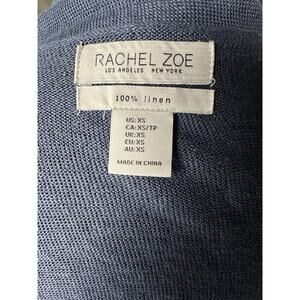 RACHEL ZOE
LOS ANGELES NEW YORK
100% linen
US: XS
CA: XS/TP
UK: XS
EU: XS
AU: XS
MADE IN CHINA